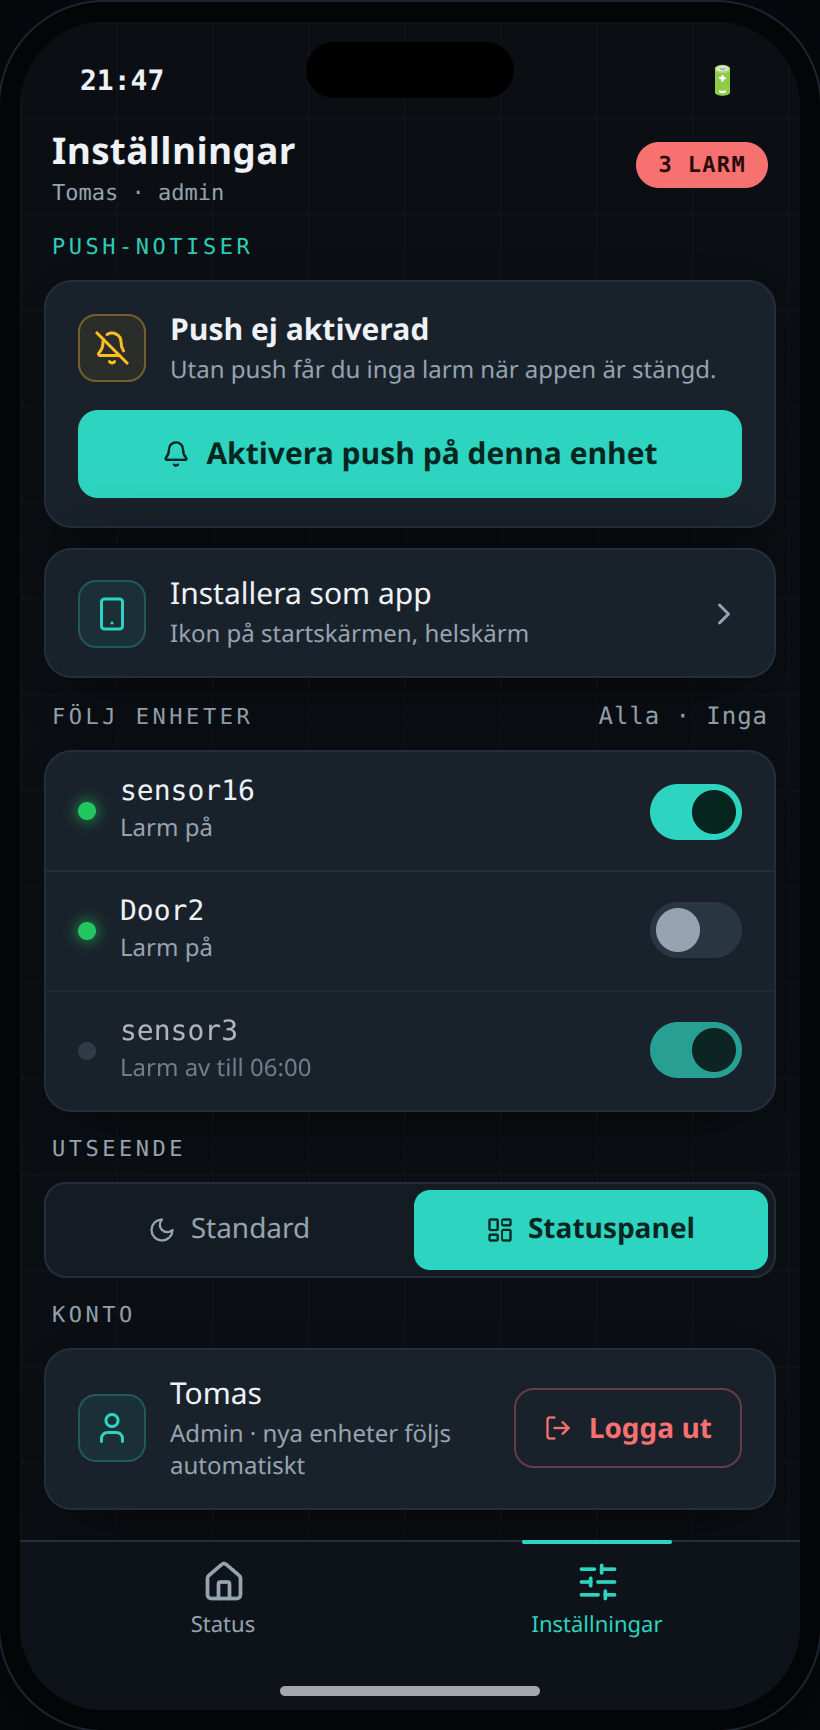 21:47
Inställningar
3 LARM
Tomas · admin
PUSH-NOTISER
Push ej aktiverad
Utan push får du inga larm när appen är stängd.
Aktivera push på denna enhet
Installera som app
Ikon på startskärmen, helskärm
FÖLJ ENHETER
Alla · Inga
sensor16
Larm på
Door2
Larm på
sensor3
Larm av till 06:00
UTSEENDE
Standard
Statuspanel
KONTO
Tomas
Admin · nya enheter följs
automatiskt
Logga ut
Status
Inställningar